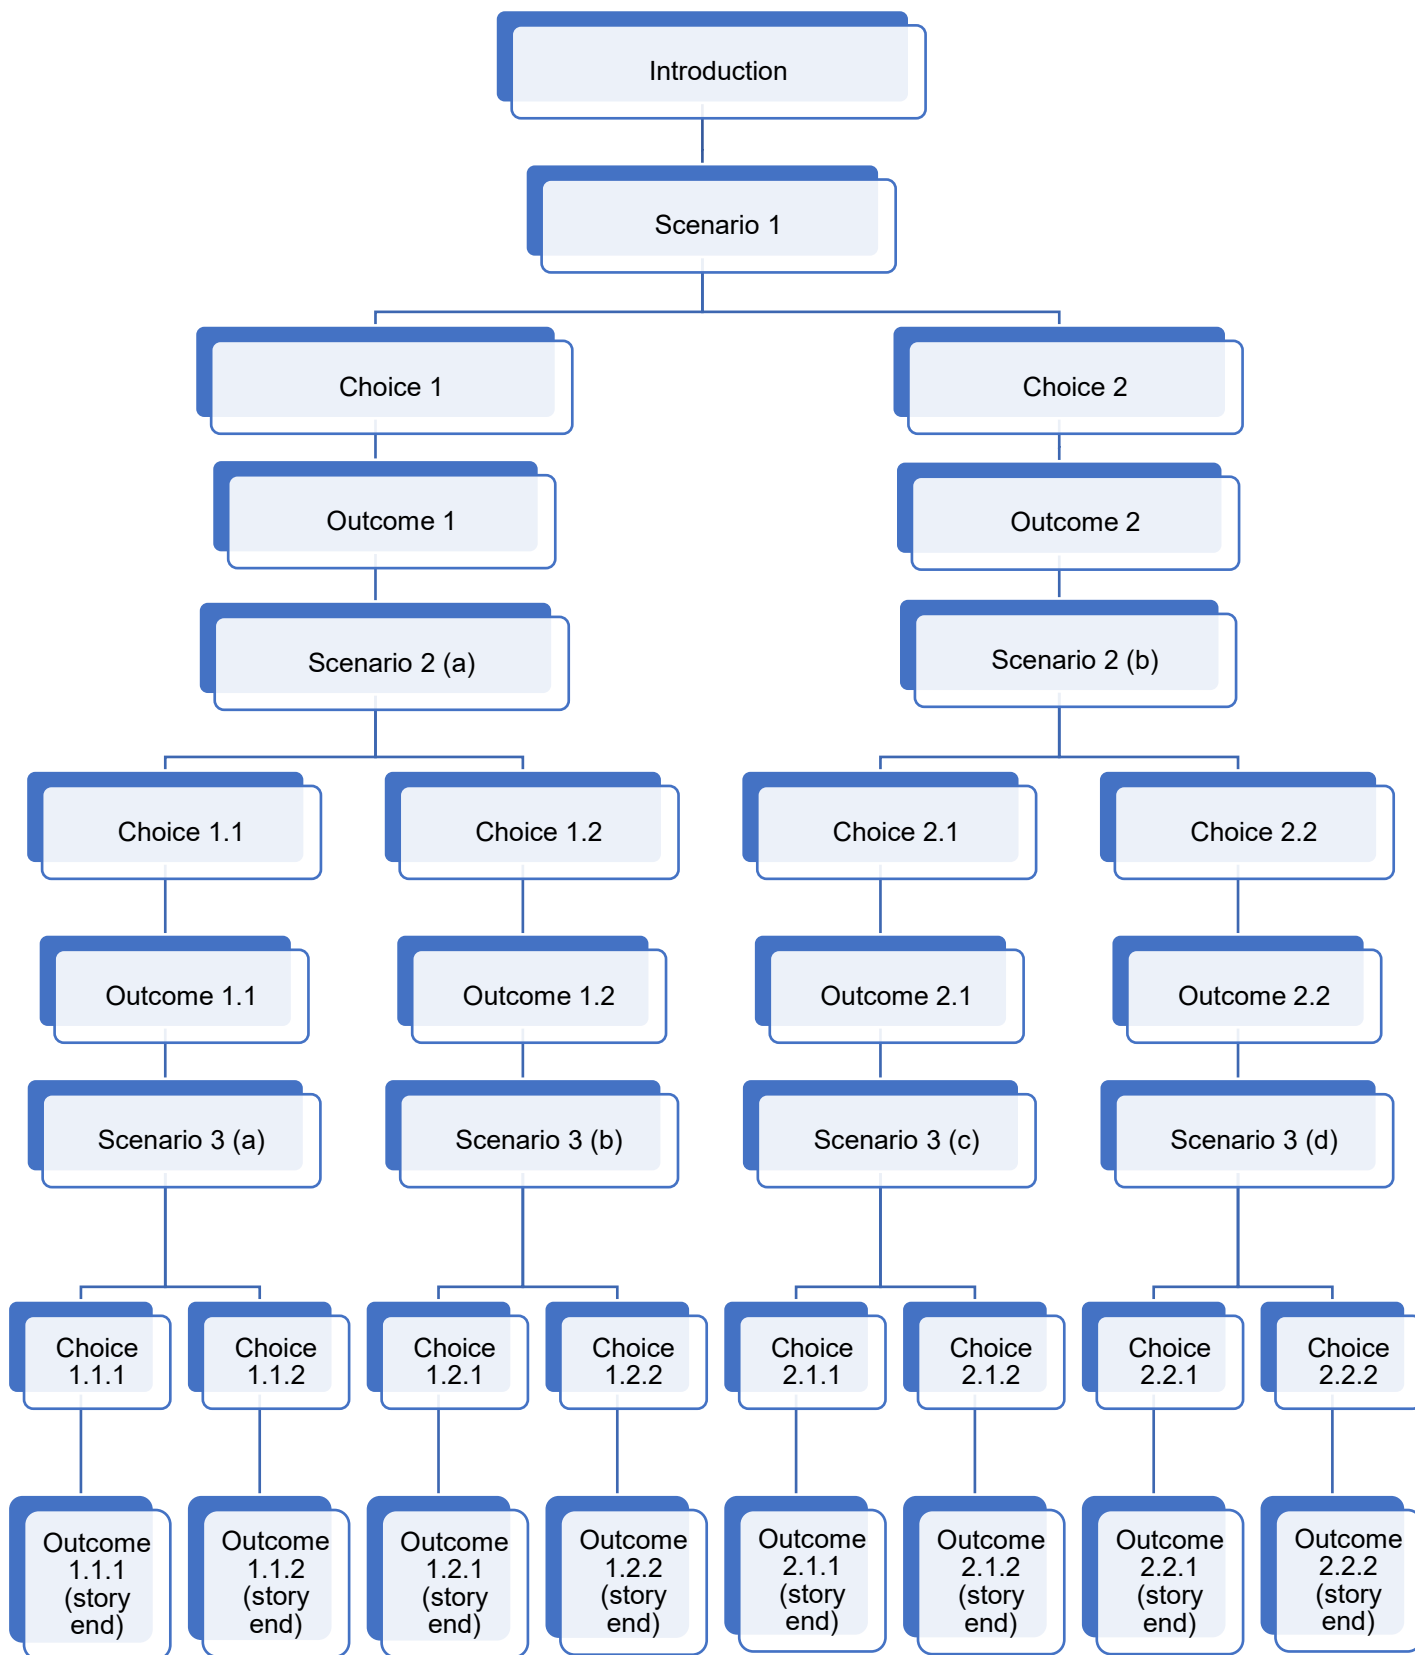 Introduction
Scenario 1
Choice 1
Choice 2
Outcome 1
Outcome 2
Scenario 2 (a)
Scenario 2 (b)
Choice 1.1
Choice 1.2
Choice 2.1
Choice 2.2
Outcome 1.1
Outcome 1.2
Outcome 2.1
Outcome 2.2
Scenario 3 (a)
Scenario 3 (b)
Scenario 3 (c)
Scenario 3 (d)
Choice
1.1.1
Choice
1.1.2
Choice
1.2.1
Choice
1.2.2
Choice
2.1.1
Choice
2.1.2
Choice
2.2.1
Choice
2.2.2
Outcome
1.1.1
(story
end)
Outcome
1.1.2
(story
end)
Outcome
1.2.1
(story
end)
Outcome
1.2.2
(story
end)
Outcome
2.1.1
(story
end)
Outcome
2.1.2
(story
end)
Outcome
2.2.1
(story
end)
Outcome
2.2.2
(story
end)